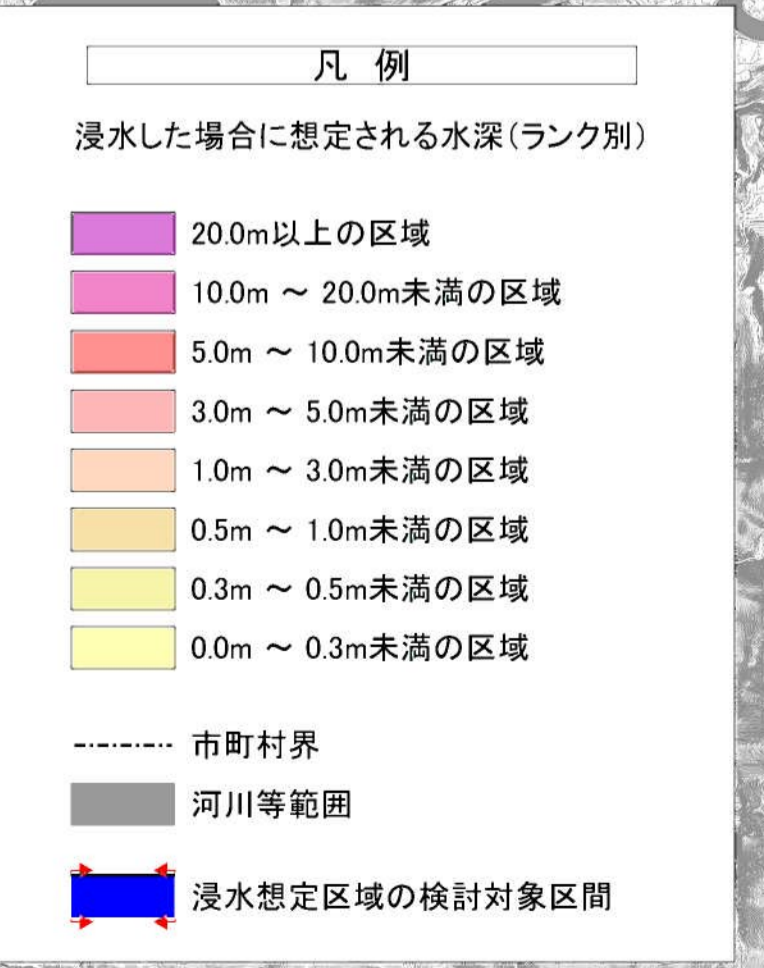 凡 例
浸水した場合に想定される水深(ランク別)
20.0m以上の区域
10.0m ～ 20.0m未満の区域
5.0m ～ 10.0m未満の区域
3.0m ～ 5.0m未満の区域
1.0m ～ 3.0m未満の区域
0.5m ～ 1.0m未満の区域
0.3m ～ 0.5m未満の区域
0.0m ～ 0.3m未満の区域
市町村界
河川等範囲
浸水想定区域の検討対象区間